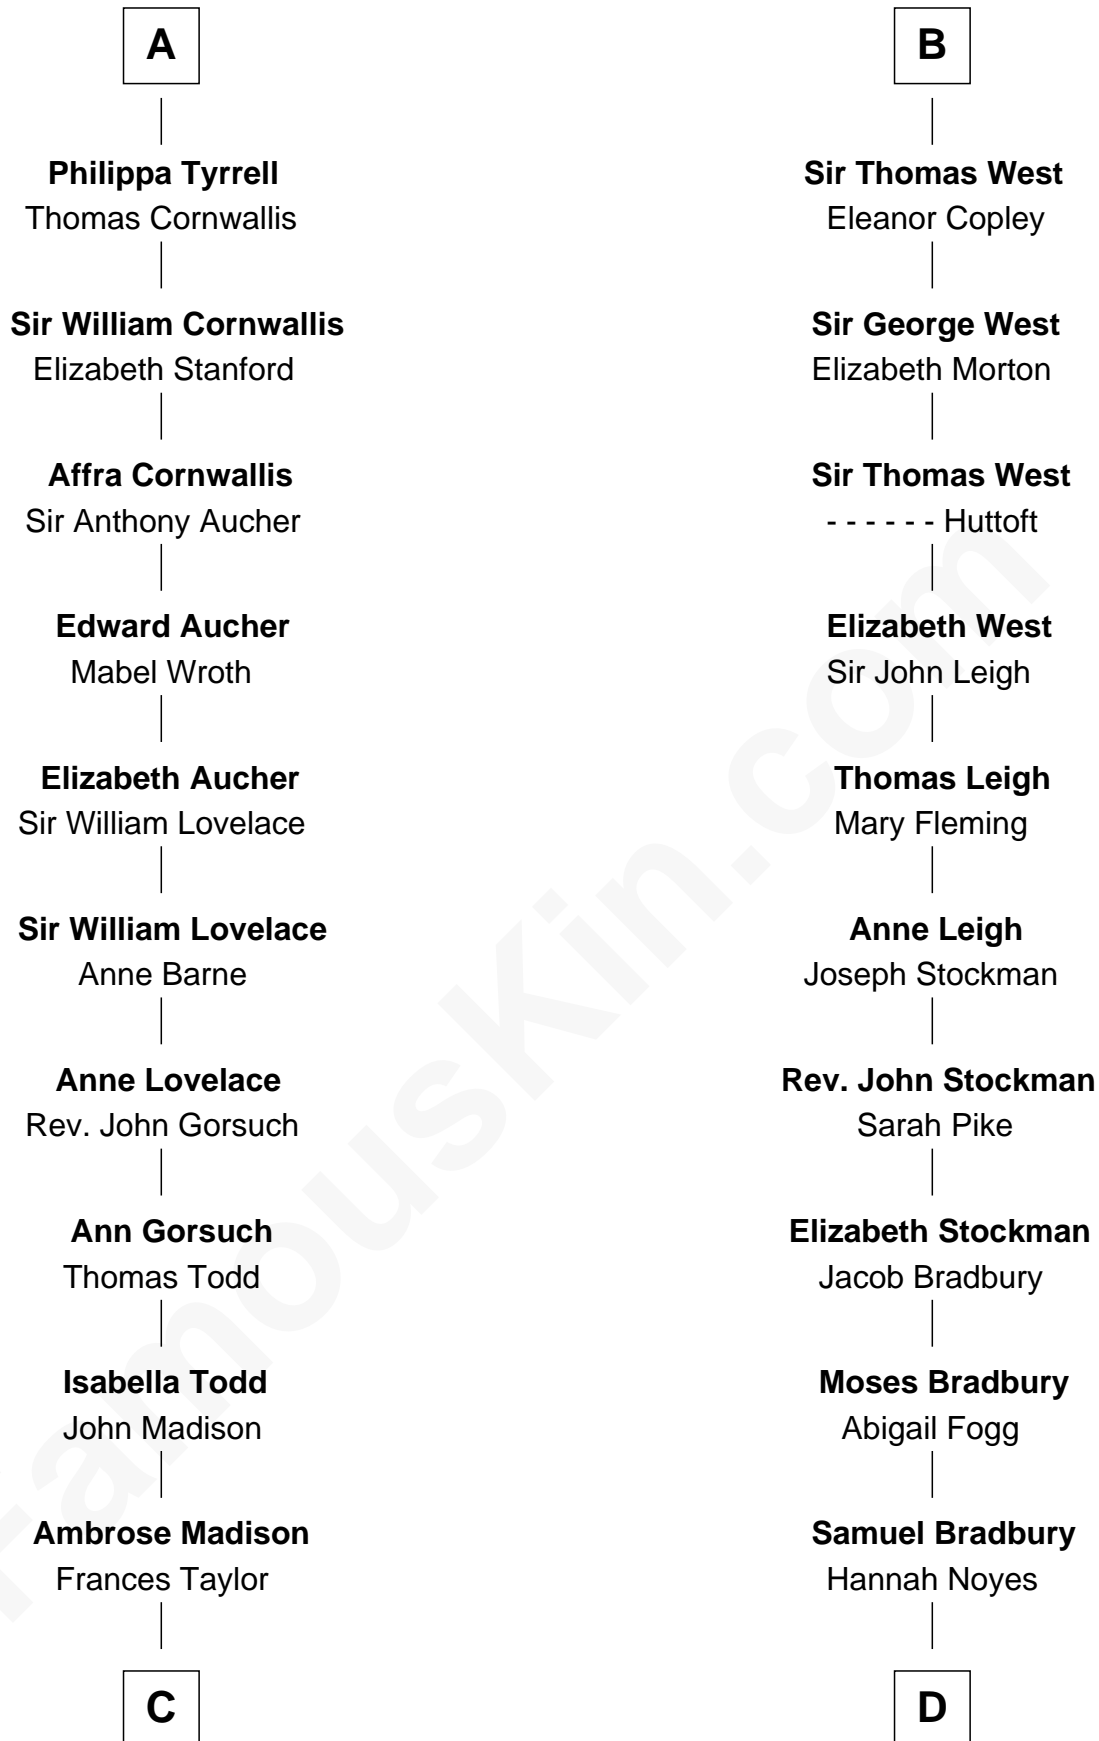 A
Philippa Tyrrell
Thomas Cornwallis
Sir William Cornwallis
Elizabeth Stanford
Affra Cornwallis
Sir Anthony Aucher
Edward Aucher
Mabel Wroth
Elizabeth Aucher
Sir William Lovelace
Sir William Lovelace
Anne Barne
Anne Lovelace
Rev. John Gorsuch
Ann Gorsuch
Thomas Todd
Isabella Todd
John Madison
Ambrose Madison
Frances Taylor
C
B
Sir Thomas West
Eleanor Copley
Sir George West
Elizabeth Morton
Sir Thomas West
- - - - - - Huttoft
Elizabeth West
Sir John Leigh
Thomas Leigh
Mary Fleming
Anne Leigh
Joseph Stockman
Rev. John Stockman
Sarah Pike
Elizabeth Stockman
Jacob Bradbury
Moses Bradbury
Abigail Fogg
Samuel Bradbury
Hannah Noyes
D
FamousKin.com